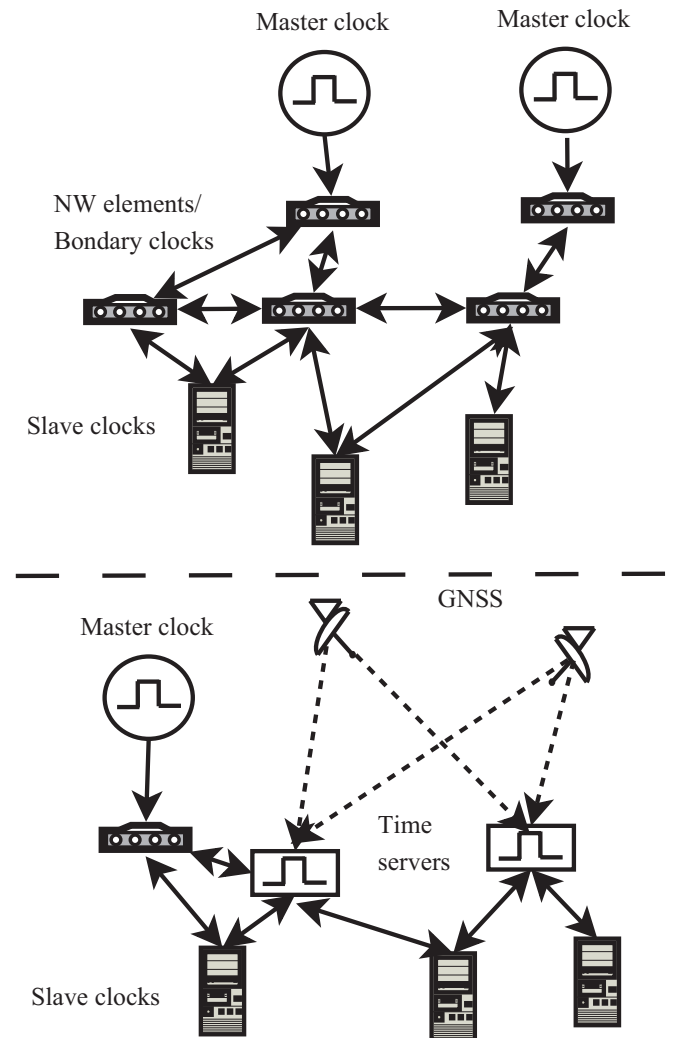 Master clock
Master clock
NW elements/
Bondary clocks
Slave clocks
GNSS
Master clock
Time
servers
Slave clocks